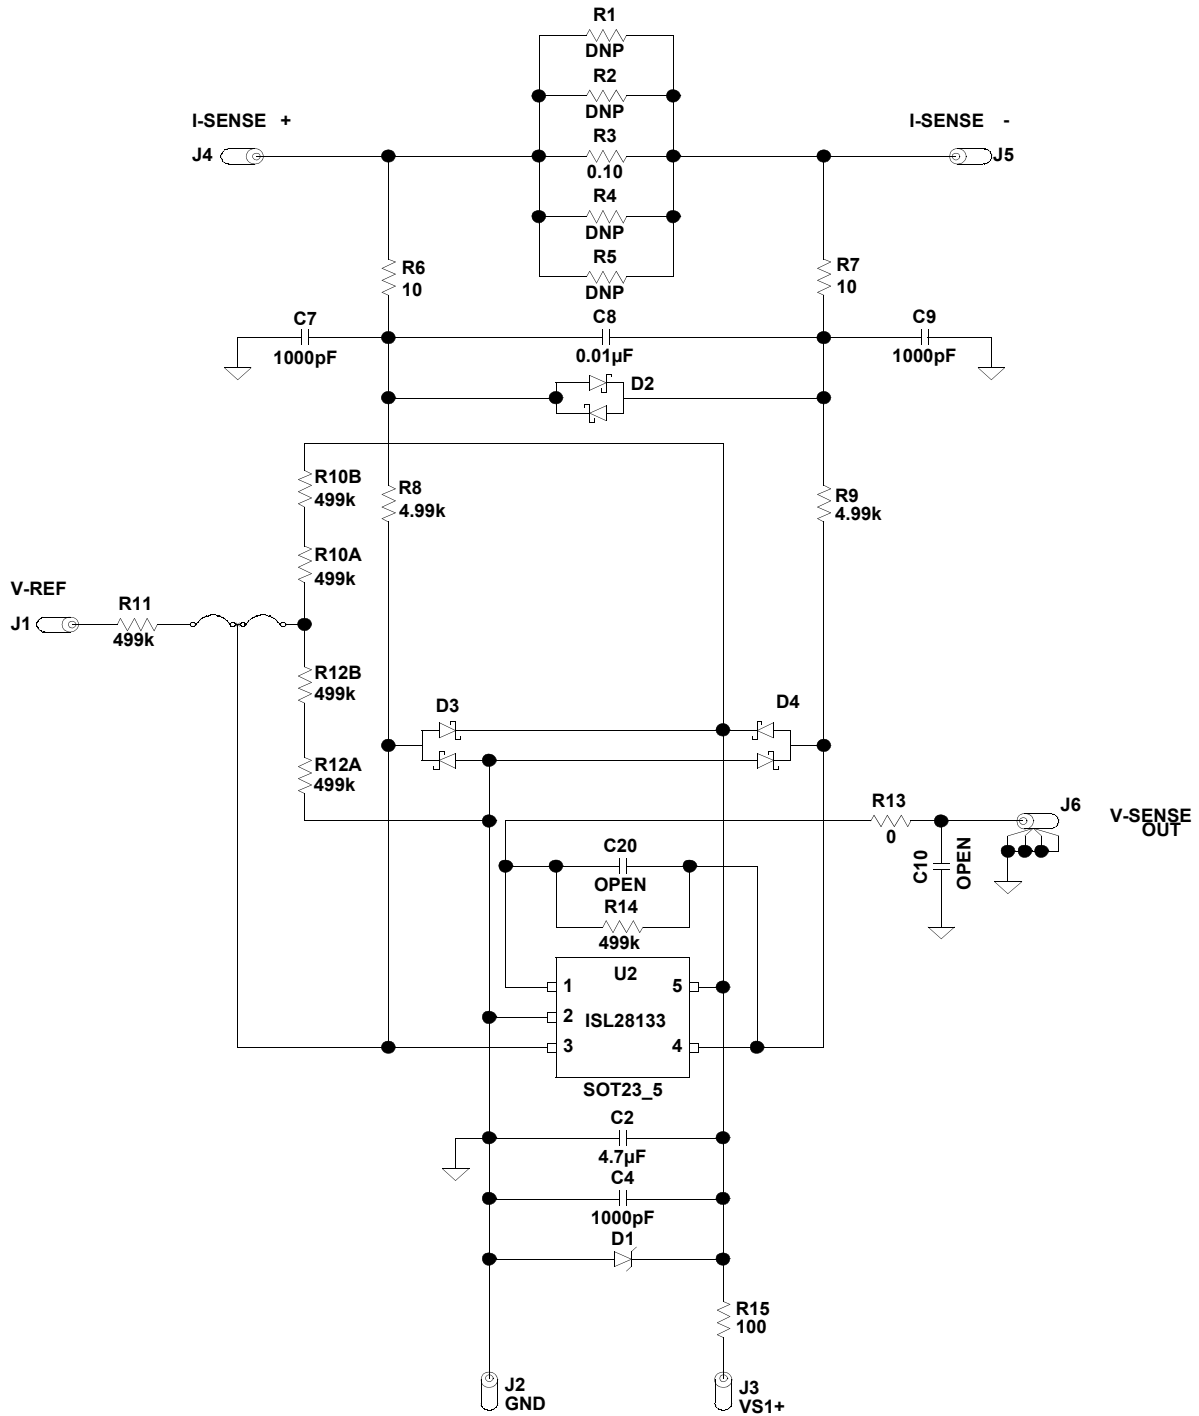 R1
DNP
R2
DNP
I-SENSE +
I-SENSE -
R3
J4
J5
0.10
R4
DNP
R5
DNP
R6
10
R7
10
C7
1000pF
C8
0.01µF
C9
1000pF
D2
R10B
499k
R8
4.99k
R9
4.99k
R10A
499k
V-REF
J1
R11
499k
R12B
499k
D3
D4
R12A
499k
R13
0
J6
V-SENSE
OUT
C10
OPEN
C20
OPEN
R14
499k
U2
1
5
2
ISL28133
3
4
SOT23_5
C2
4.7µF
C4
1000pF
D1
R15
100
J2
GND
J3
VS1+